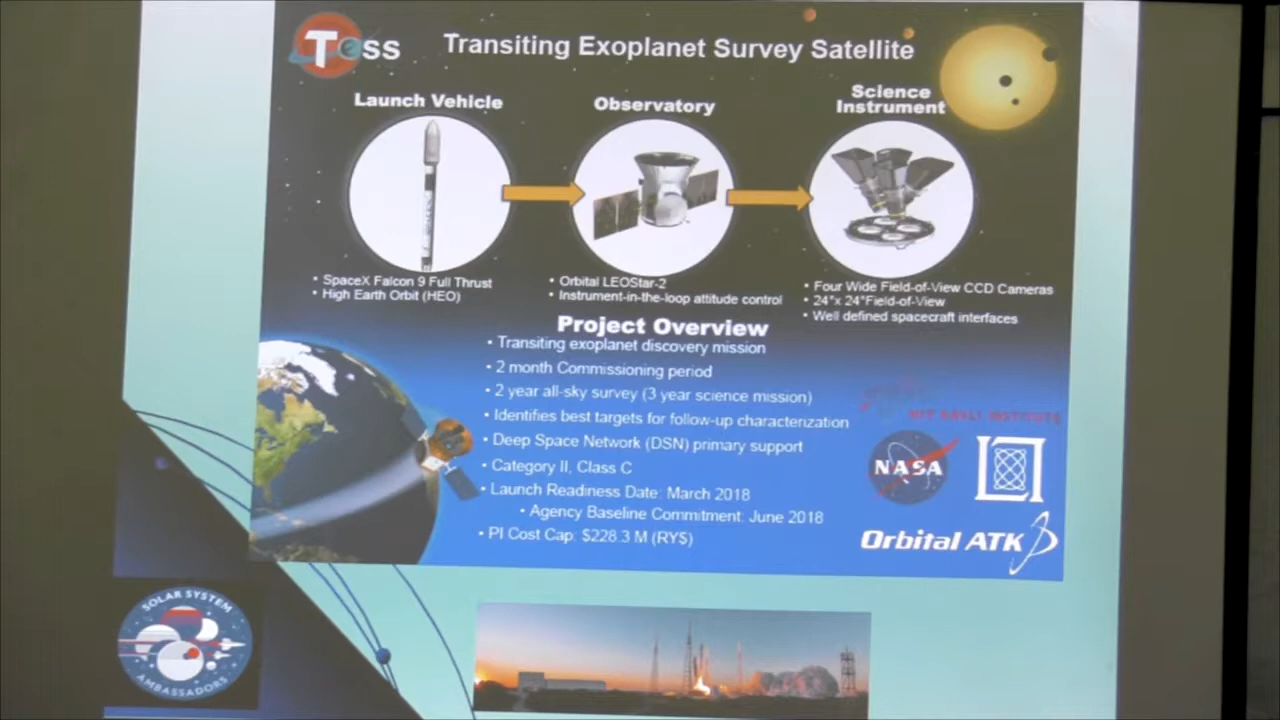 Tess
Transiting Exoplanet Survey Satellite
Launch Vehicle
Observatory
Science
Instrument
• SpaceX Falcon 9 Full Thrust
• High Earth Orbit (HEO)
• Orbital LEOStar-2
• Instrument-in-the-loop attitude control
• Four Wide Field-of-View CCD Cameras
• 24°x 24°Field-of-View
• Well defined spacecraft interfaces
Project Overview
• Transiting exoplanet discovery mission
• 2 month Commissioning period
• 2 year all-sky survey (3 year science mission)
• Identifies best targets for follow-up characterization
• Deep Space Network (DSN) primary support
• Category II, Class C
• Launch Readiness Date: March 2018
• Agency Baseline Commitment: June 2018
• PI Cost Cap: $228.3 M (RY$)
MIT KAVLI INSTITUTE
NASA
Orbital ATK
SOLAR SYSTEM
AMBASSADORS